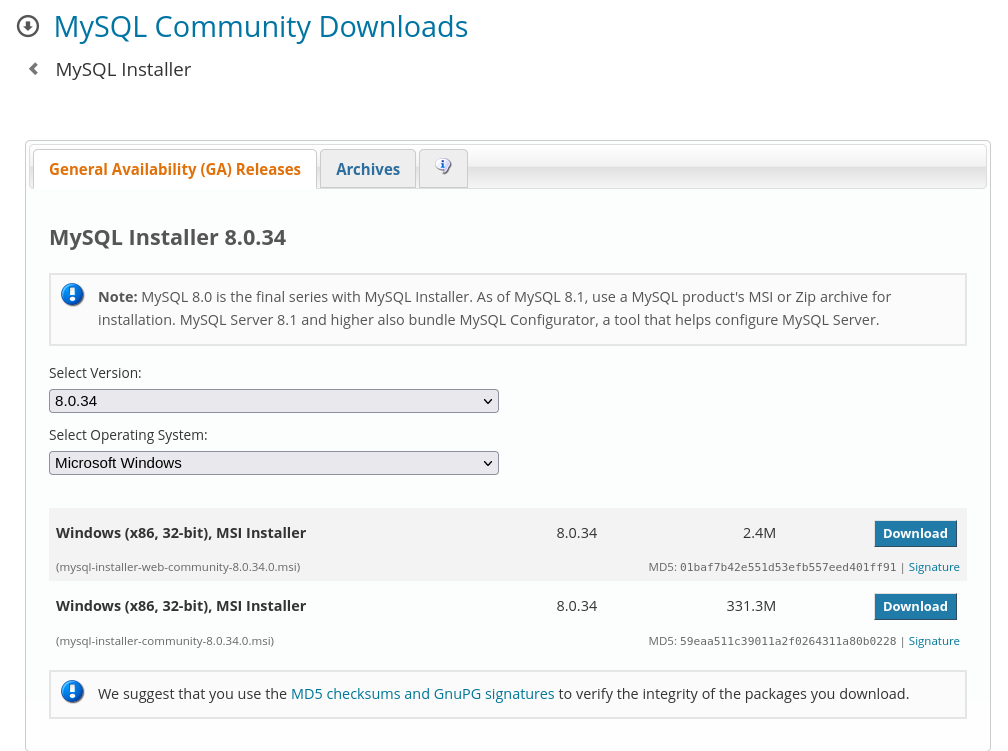 MySQL Community Downloads
MySQL Installer
General Availability (GA) Releases Archives
MySQL Installer 8.0.34
Note: MySQL 8.0 is the final series with MySQL Installer. As of MySQL 8.1, use a MySQL product's MSI or Zip archive for
installation. MySQL Server 8.1 and higher also bundle MySQL Configurator, a tool that helps configure MySQL Server.
Select Version:
8.0.34
Select Operating System:
Microsoft Windows
Windows (x86, 32-bit), MSI Installer 8.0.34 2.4M Download
(mysql-installer-web-community-8.0.34.0.msi) MD5: 01baf7b42e551d53efb557eed401ff91 | Signature
Windows (x86, 32-bit), MSI Installer 8.0.34 331.3M Download
(mysql-installer-community-8.0.34.0.msi) MD5: 59eaa511c39011a2f0264311a80b0228 | Signature
We suggest that you use the MD5 checksums and GnuPG signatures to verify the integrity of the packages you download.